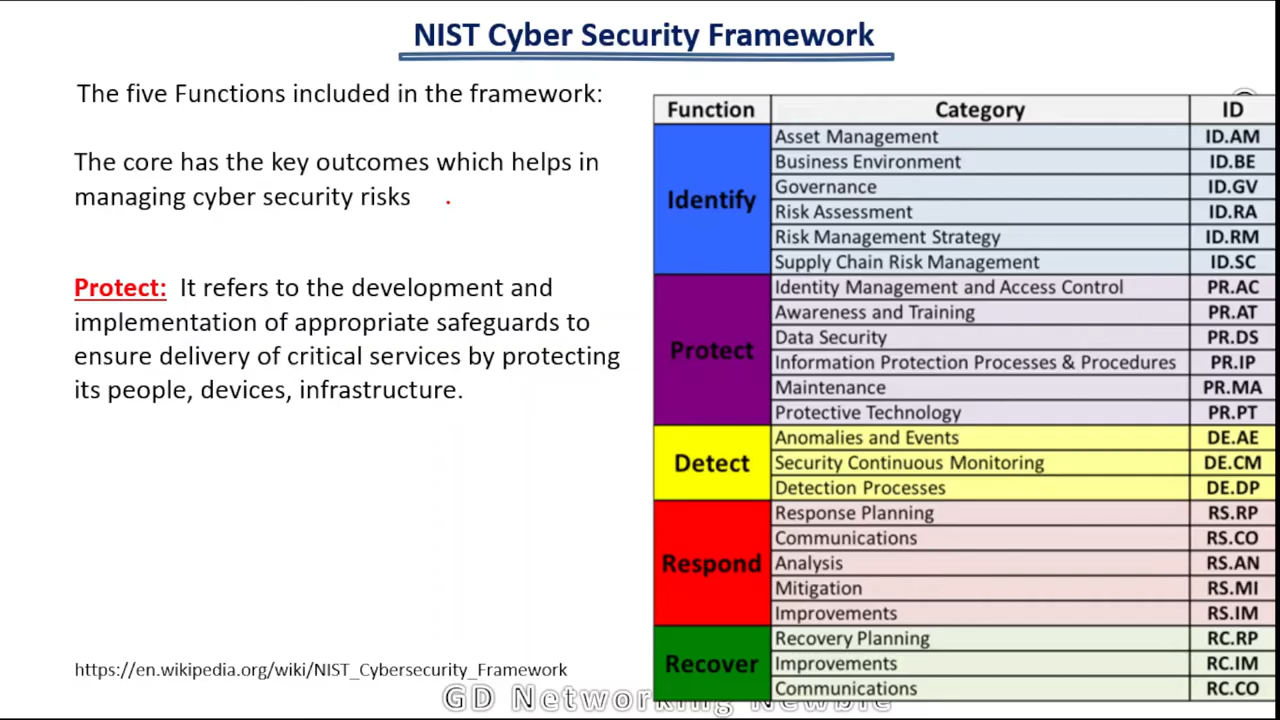 NIST Cyber Security Framework
The five Functions included in the framework:
The core has the key outcomes which helps in
managing cyber security risks
Protect: It refers to the development and
implementation of appropriate safeguards to
ensure delivery of critical services by protecting
its people, devices, infrastructure.
https://en.wikipedia.org/wiki/NIST_Cybersecurity_Framework
Function Category ID
Identify
Asset Management ID.AM
Business Environment ID.BE
Governance ID.GV
Risk Assessment ID.RA
Risk Management Strategy ID.RM
Supply Chain Risk Management ID.SC
Protect
Identity Management and Access Control PR.AC
Awareness and Training PR.AT
Data Security PR.DS
Information Protection Processes & Procedures PR.IP
Maintenance PR.MA
Protective Technology PR.PT
Detect
Anomalies and Events DE.AE
Security Continuous Monitoring DE.CM
Detection Processes DE.DP
Respond
Response Planning RS.RP
Communications RS.CO
Analysis RS.AN
Mitigation RS.MI
Improvements RS.IM
Recover
Recovery Planning RC.RP
Improvements RC.IM
Communications RC.CO
GD Networking Newbie